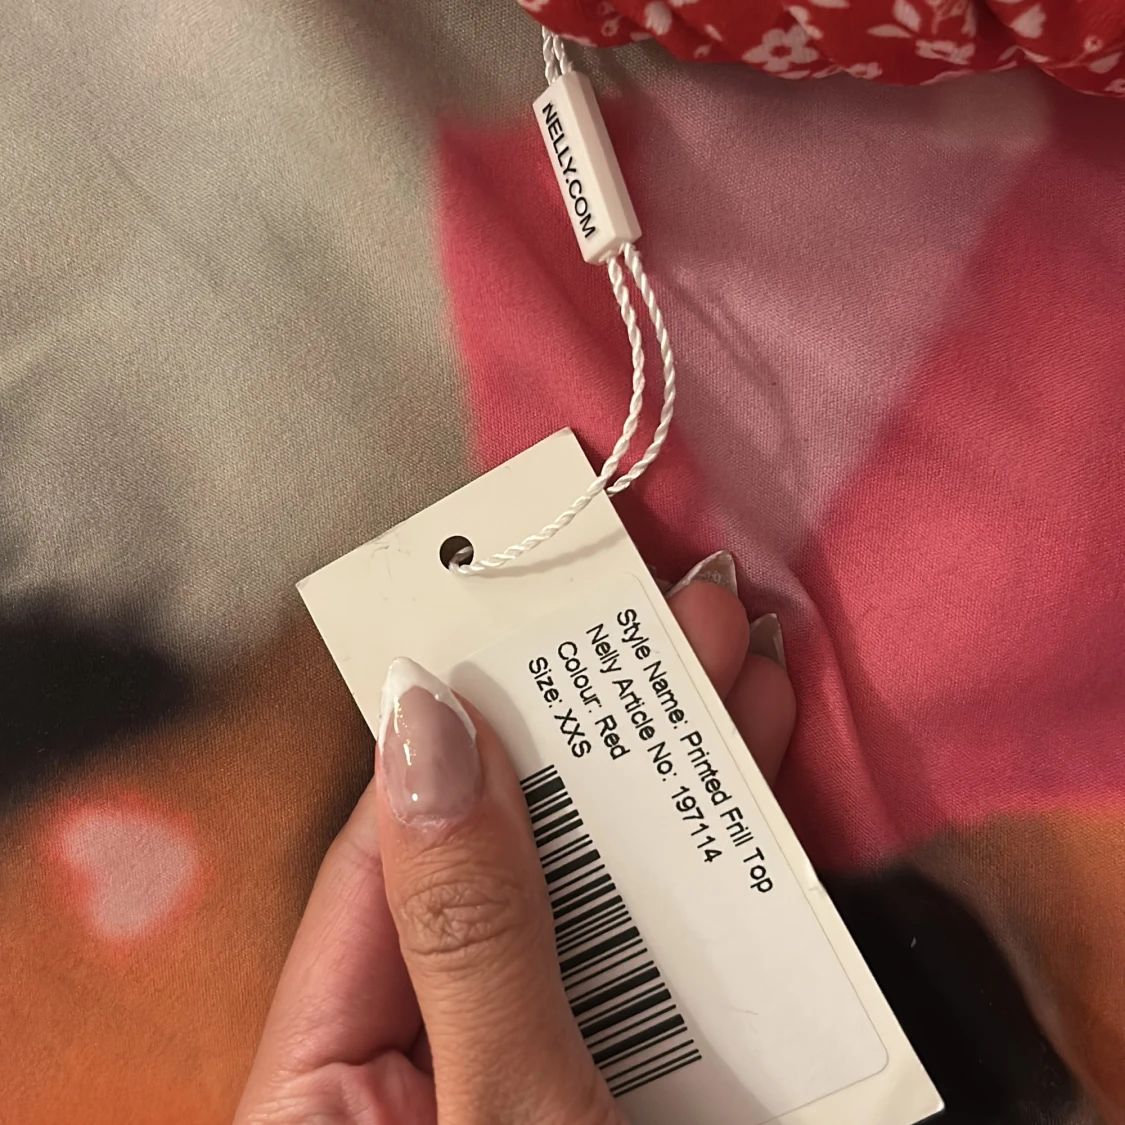 NELLY.COM
Style Name: Printed Frill Top
Nelly Article No: 197114
Colour: Red
Size: XXS